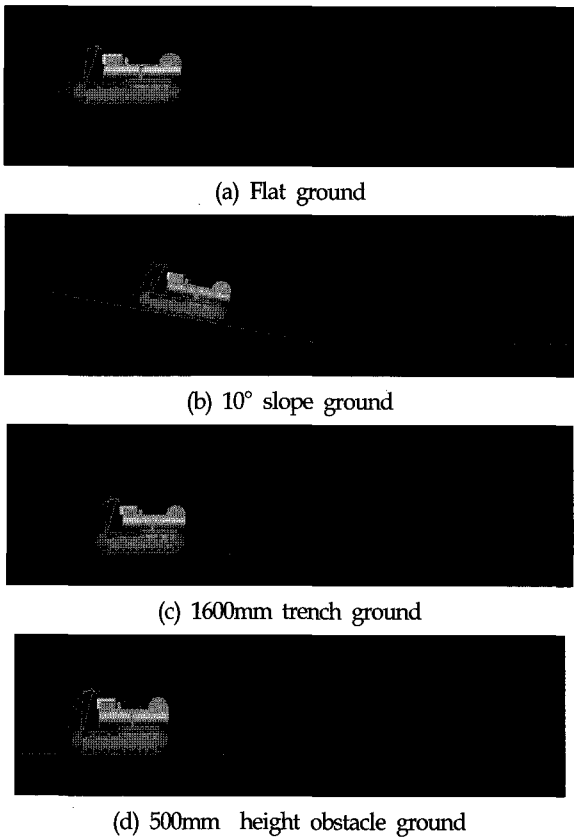 (a) Flat ground
(b) 10° slope ground
(c) 1600mm trench ground
(d) 500mm height obstacle ground